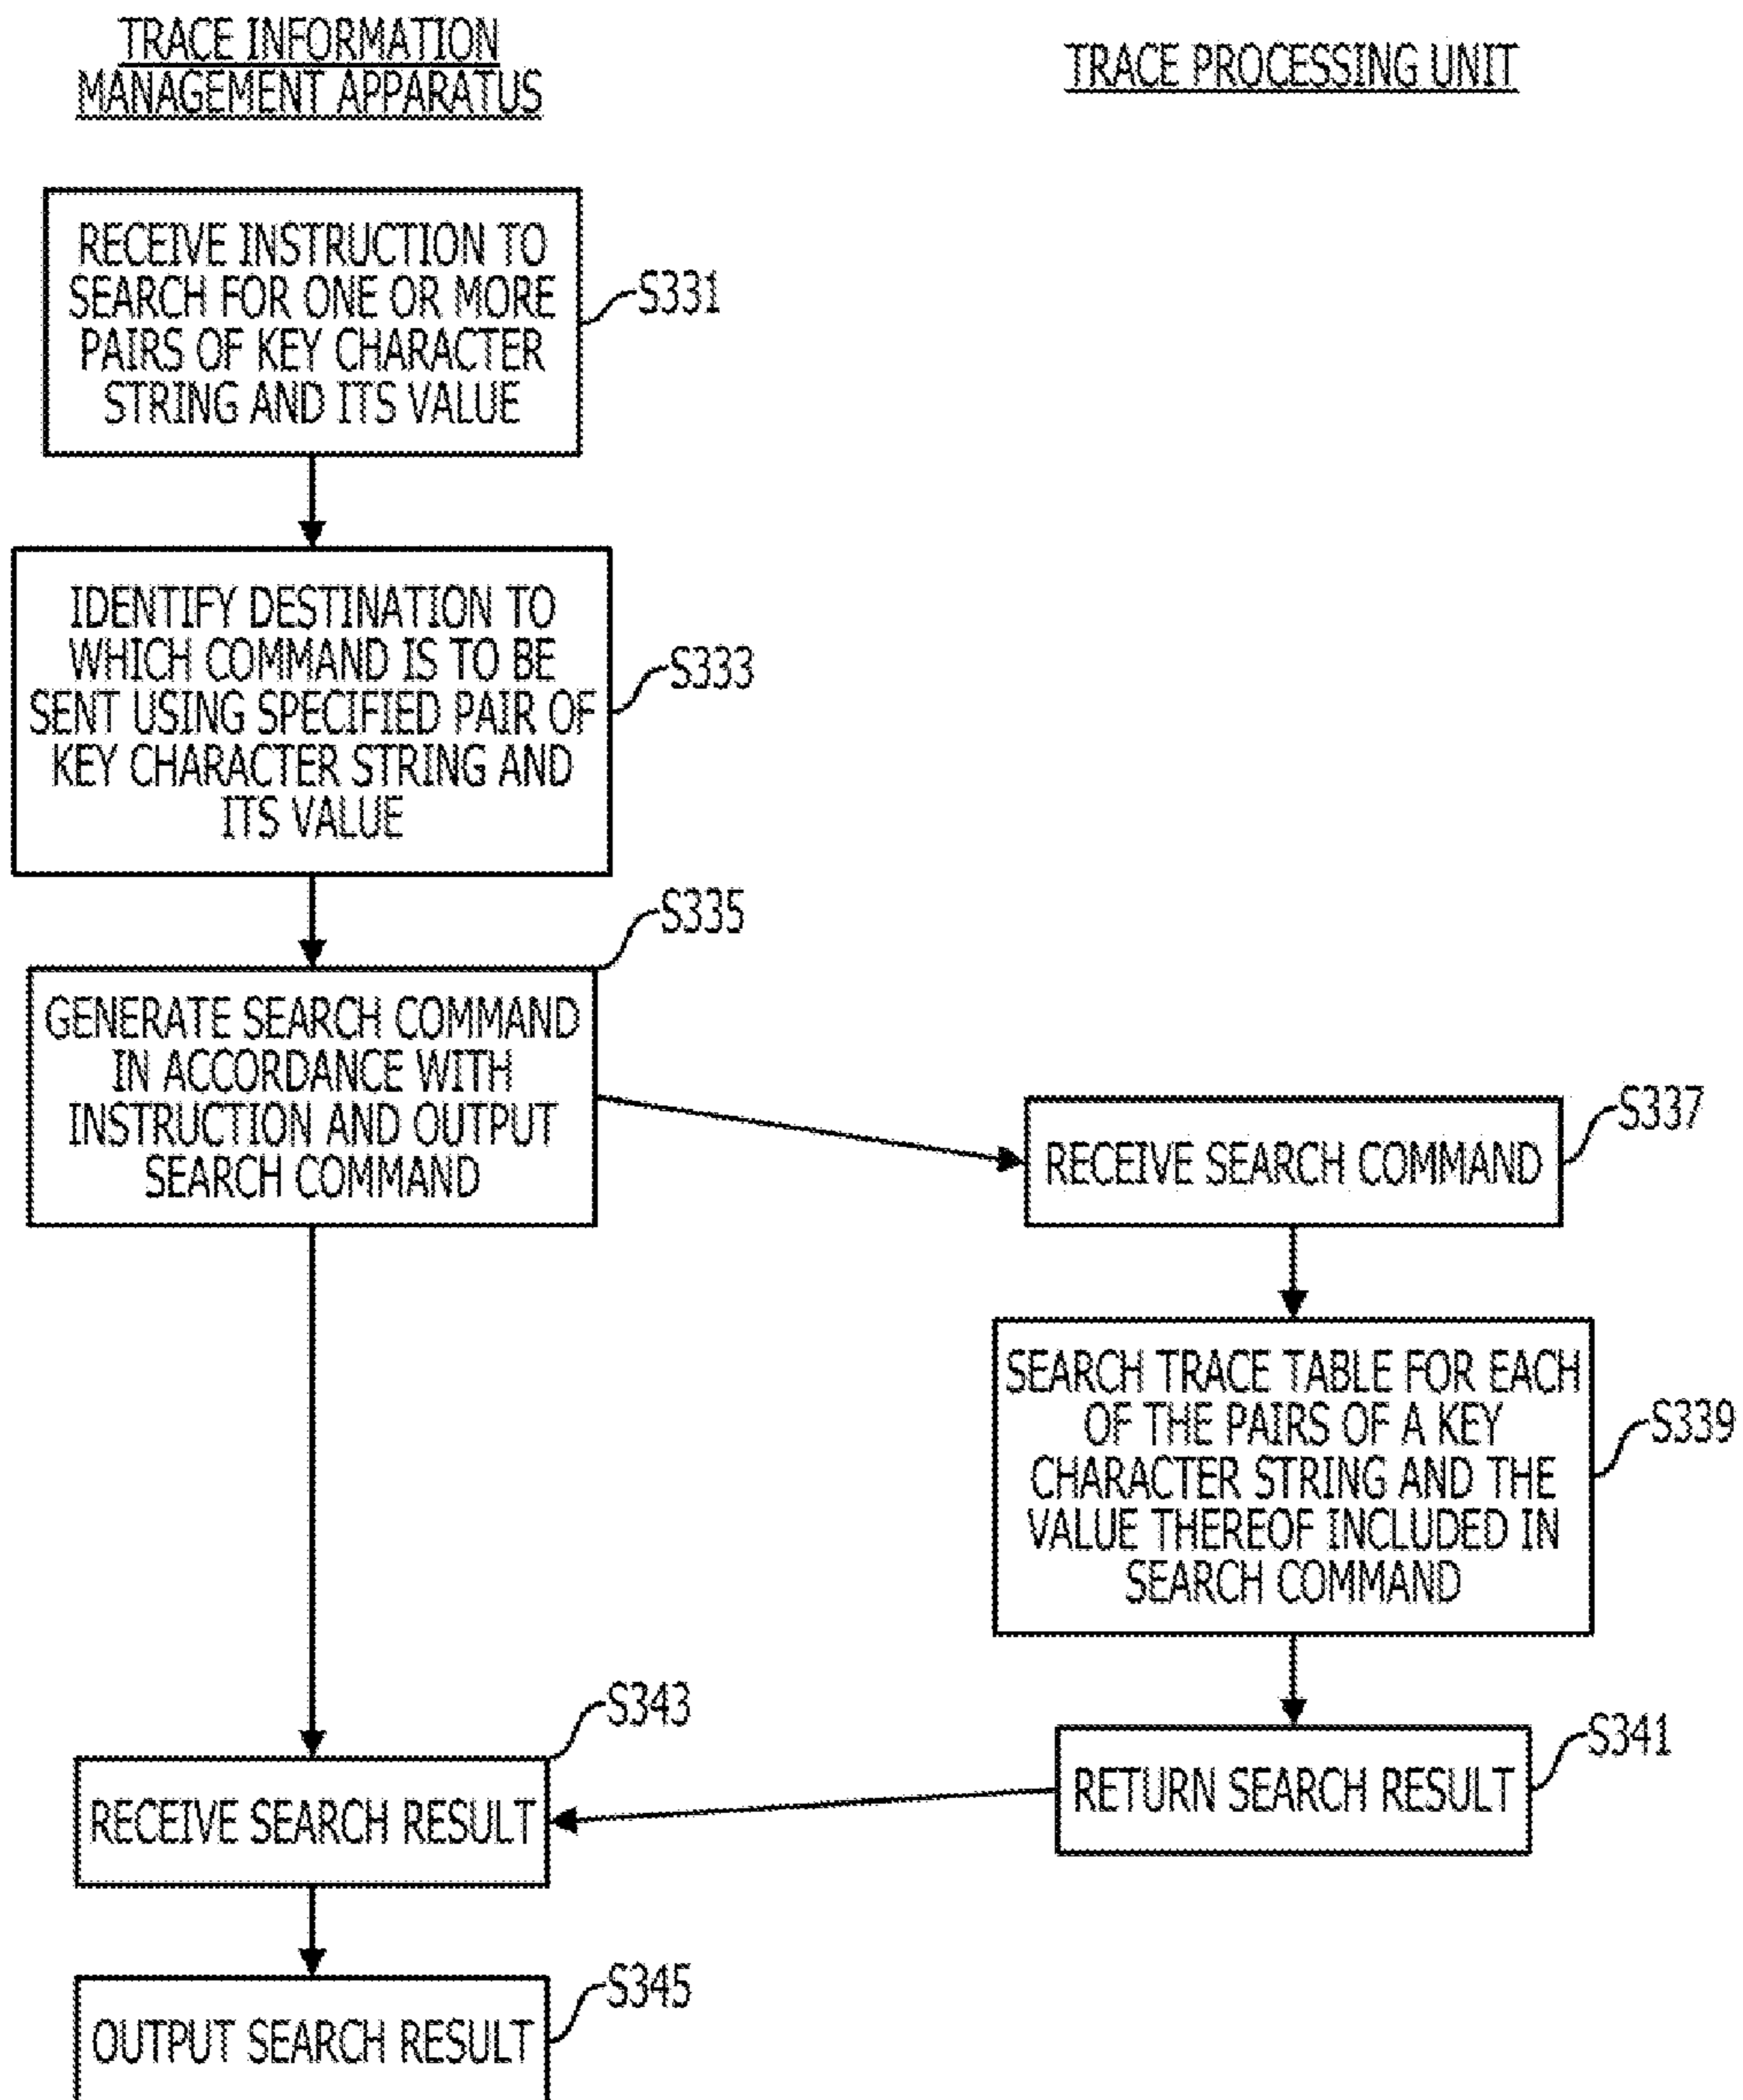 TRACE INFORMATION
MANAGEMENT APPARATUS
TRACE PROCESSING UNIT
RECEIVE INSTRUCTION TO
SEARCH FOR ONE OR MORE
PAIRS OF KEY CHARACTER
STRING AND ITS VALUE
S331
IDENTIFY DESTINATION TO
WHICH COMMAND IS TO BE
SENT USING SPECIFIED PAIR OF
KEY CHARACTER STRING AND
ITS VALUE
S333
S335
GENERATE SEARCH COMMAND
IN ACCORDANCE WITH
INSTRUCTION AND OUTPUT
SEARCH COMMAND
S337
RECEIVE SEARCH COMMAND
SEARCH TRACE TABLE FOR EACH
OF THE PAIRS OF A KEY
CHARACTER STRING AND THE
VALUE THEREOF INCLUDED IN
SEARCH COMMAND
S339
S343
RECEIVE SEARCH RESULT
S341
RETURN SEARCH RESULT
S345
OUTPUT SEARCH RESULT